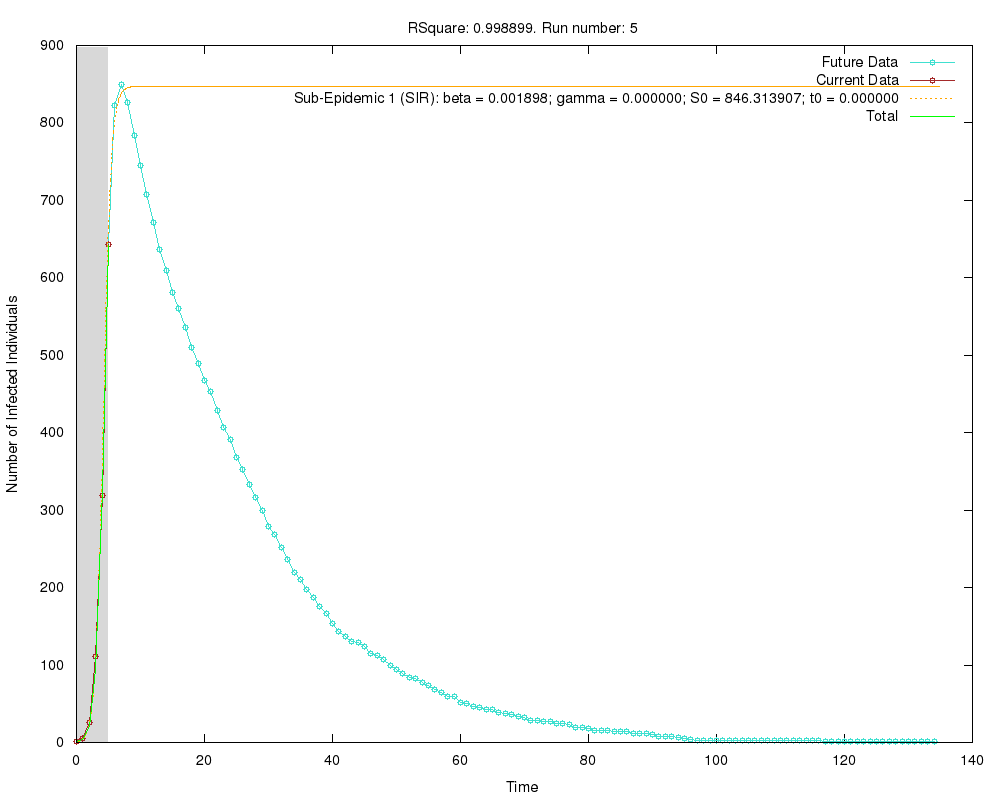 RSquare: 0.998899. Run number: 5
900
800
700
600
500
400
300
200
100
0
Number of Infected Individuals
Future Data
Current Data
Sub-Epidemic 1 (SIR): beta = 0.001898; gamma = 0.000000; S0 = 846.313907; t0 = 0.000000
Total
0 20 40 60 80 100 120 140
Time